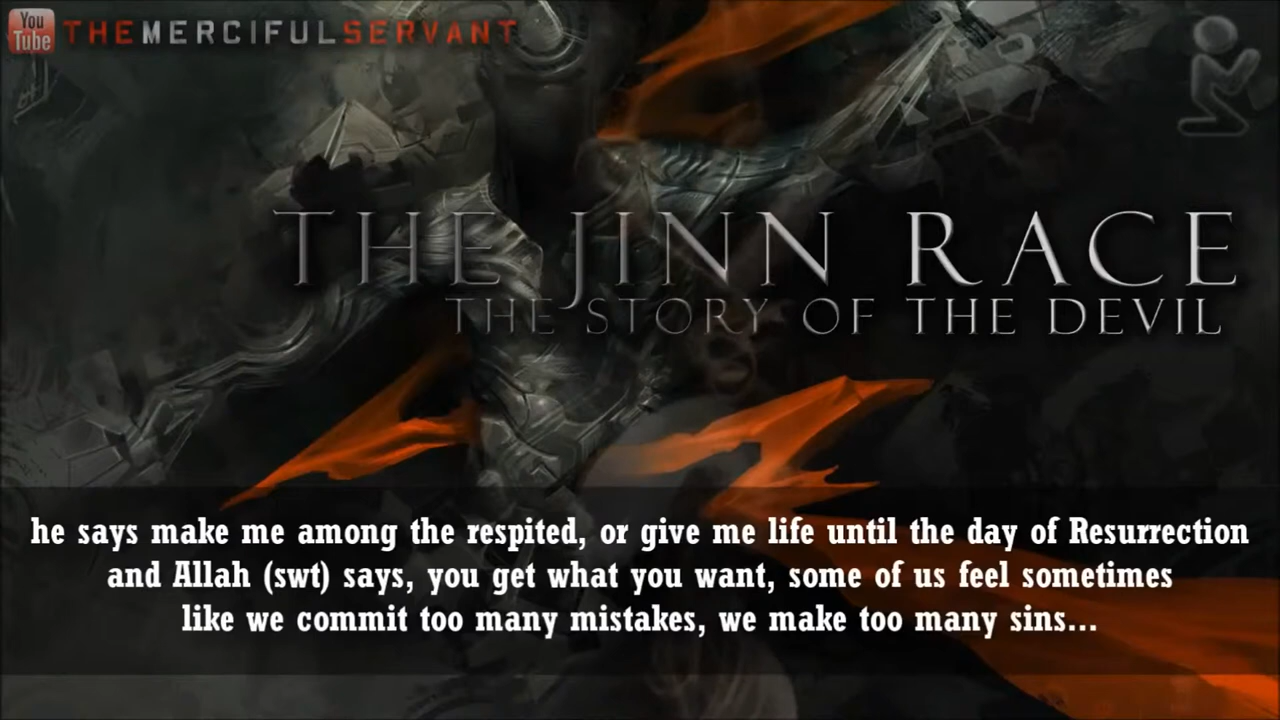 You
Tube
THEMERCIFULSERVANT
THE JINN RACE
THE STORY OF THE DEVIL
he says make me among the respited, or give me life until the day of Resurrection
and Allah (swt) says, you get what you want, some of us feel sometimes
like we commit too many mistakes, we make too many sins...